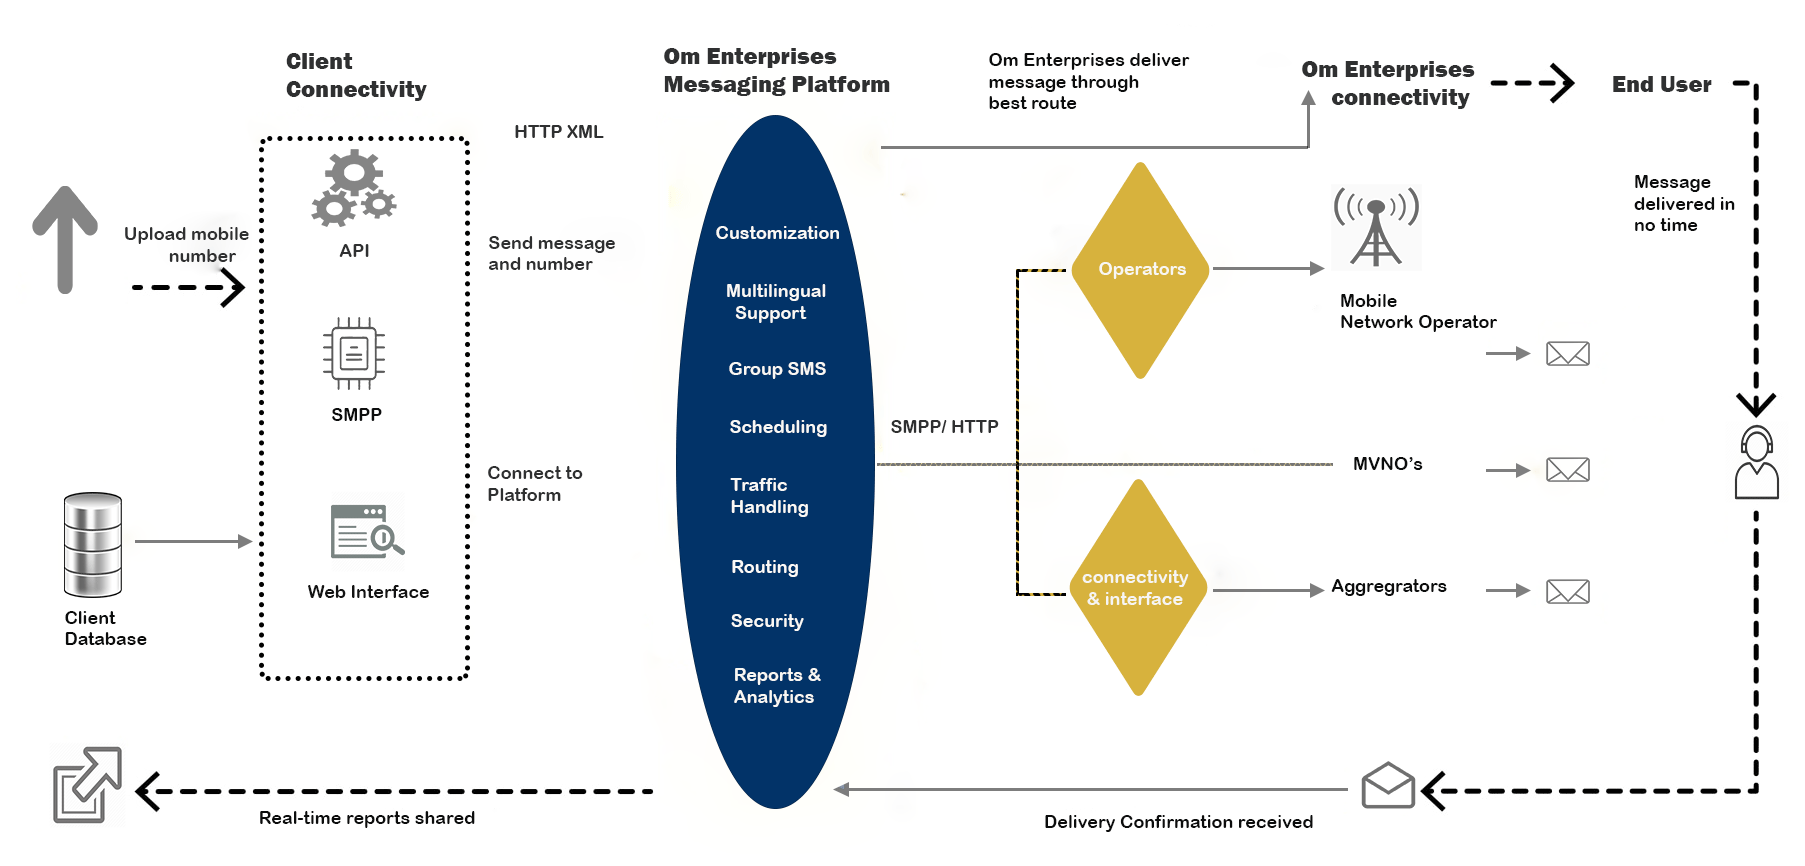 Client
Connectivity
Om Enterprises
Messaging Platform
Om Enterprises deliver
message through
best route
Om Enterprises
connectivity
End User
HTTP XML
API
Upload mobile
number
Send message
and number
SMPP
Connect to
Platform
Web Interface
Client
Database
Customization
Multilingual
Support
Group SMS
Scheduling
Traffic
Handling
Routing
Security
Reports &
Analytics
SMPP/ HTTP
Operators
connectivity
& interface
Mobile
Network Operator
MVNO's
Aggregrators
Message
delivered in
no time
Real-time reports shared
Delivery Confirmation received